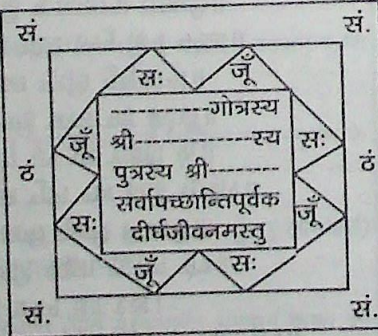 सं. सं.
सः जूँ
----------गोत्रस्य
जूँ श्री----------स्य सः
ठं पुत्रस्य श्री-------- ठं
सर्वापच्छान्तिपूर्वक
सः दीर्घजीवनमस्तु जूँ
जूँ सः
सं. सं.